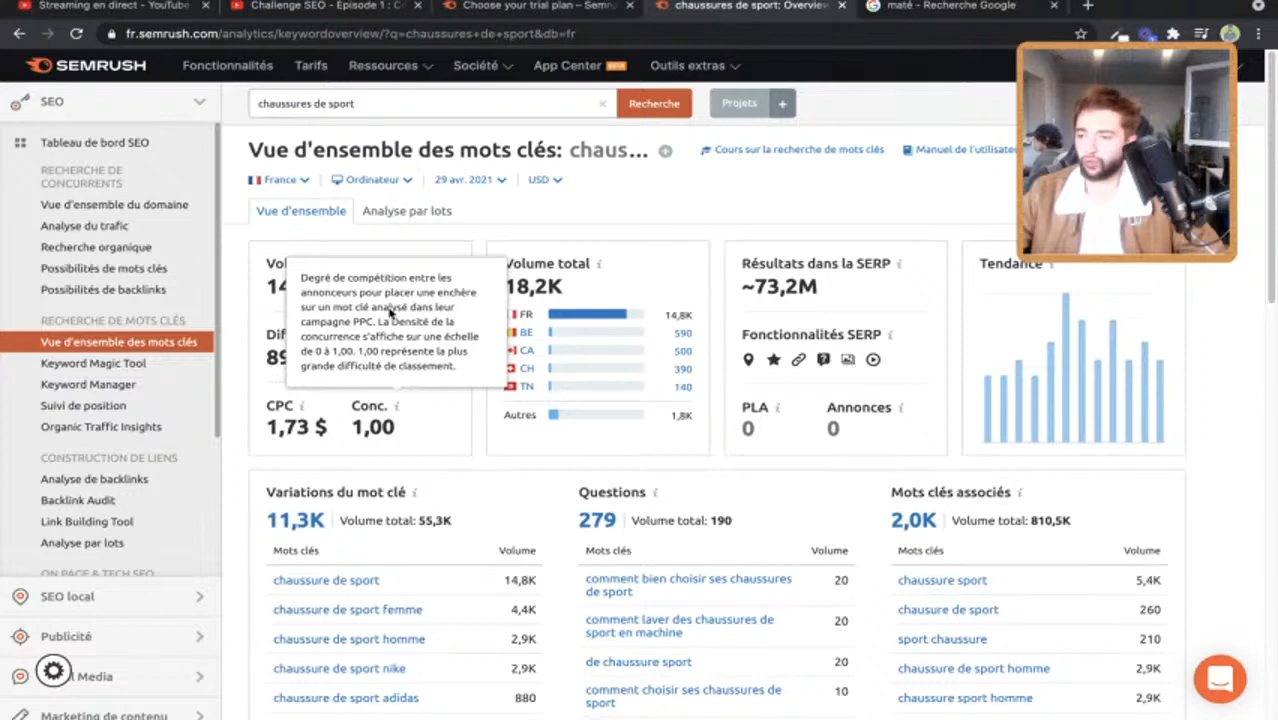 Streaming en direct - YouTube
Challenge SEO - Episode 1 : C
Choose your trial plan – Semru
chaussures de sport: Overview
maté - Recherche Google
fr.semrush.com/analytics/keywordoverview/?q=chaussures+de+sport&db=fr
SEMRUSH
Fonctionnalités
Tarifs
Ressources
Société
App Center BETA
Outils extras
SEO
chaussures de sport
Recherche
Projets
Tableau de bord SEO
RECHERCHE DE
CONCURRENTS
Vue d'ensemble du domaine
Analyse du trafic
Recherche organique
Possibilités de mots clés
Possibilités de backlinks
RECHERCHE DE MOTS CLÉS
Vue d'ensemble des mots clés
Keyword Magic Tool
Keyword Manager
Suivi de position
Organic Traffic Insights
CONSTRUCTION DE LIENS
Analyse de backlinks
Backlink Audit
Link Building Tool
Analyse par lots
ON PAGE & TECH SEO
SEO local
Publicité
Media
Marketing de contenu
Vue d'ensemble des mots clés: chaus...
Cours sur la recherche de mots clés
Manuel de l'utilisateu
France
Ordinateur
29 avr. 2021
USD
Vue d'ensemble
Analyse par lots
Vol
14
Dif
89
Degré de compétition entre les
annonceurs pour placer une enchère
sur un mot clé analysé dans leur
campagne PPC. La Densité de la
concurrence s'affiche sur une échelle
de 0 à 1,00. 1,00 représente la plus
grande difficulté de classement.
CPC
1,73 $
Conc.
1,00
Volume total
18,2K
FR 14,8K
BE 590
CA 500
CH 390
TN 140
Autres 1,8K
Résultats dans la SERP
~73,2M
Fonctionnalités SERP
PLA
0
Annonces
0
Tendance
Variations du mot clé
11,3K Volume total: 55,3K
Mots clés Volume
chaussure de sport 14,8K
chaussure de sport femme 4,4K
chaussure de sport homme 2,9K
chaussure de sport nike 2,9K
chaussure de sport adidas 880
Questions
279 Volume total: 190
Mots clés Volume
comment bien choisir ses chaussures
de sport 20
comment laver des chaussures de
sport en machine 20
de chaussure sport 20
comment choisir ses chaussures de
sport 10
Mots clés associés
2,0K Volume total: 810,5K
Mots clés Volume
chaussure sport 5,4K
chausure de sport 260
sport chaussure 210
chaussure de sport homme 2,9K
chaussure sport homme 2,9K